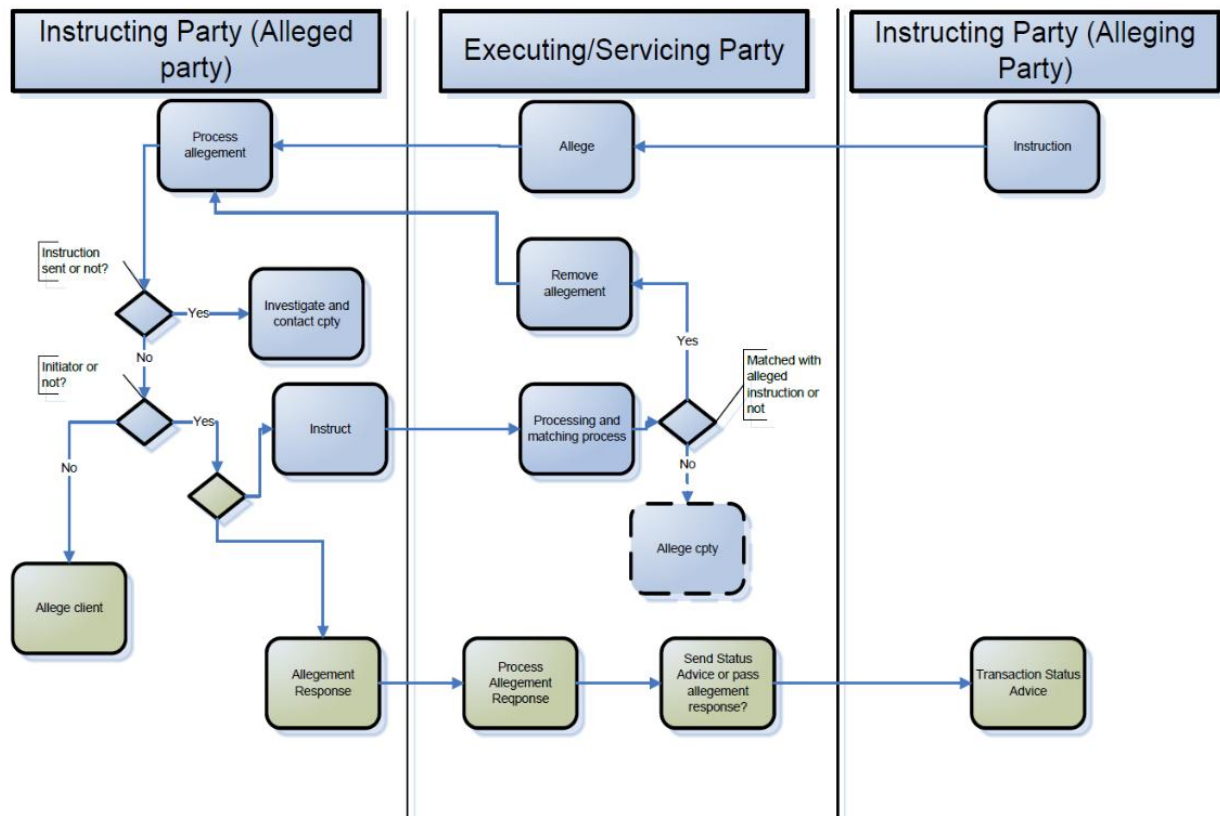 Instructing Party (Alleged
party)
Executing/Servicing Party
Instructing Party (Alleging
Party)
Process
allegement
Allege
Instruction
Instruction
sent or not?
Remove
allegement
Investigate and
contact cpty
Yes
No
Yes
Initiator or
not?
Matched with
alleged
instruction or
not
Yes
Instruct
Processing and
matching process
No
No
Allege cpty
Allege client
Allegement
Response
Process
Allegement
Reqponse
Send Status
Advice or pass
allegement
response?
Transaction Status
Advice